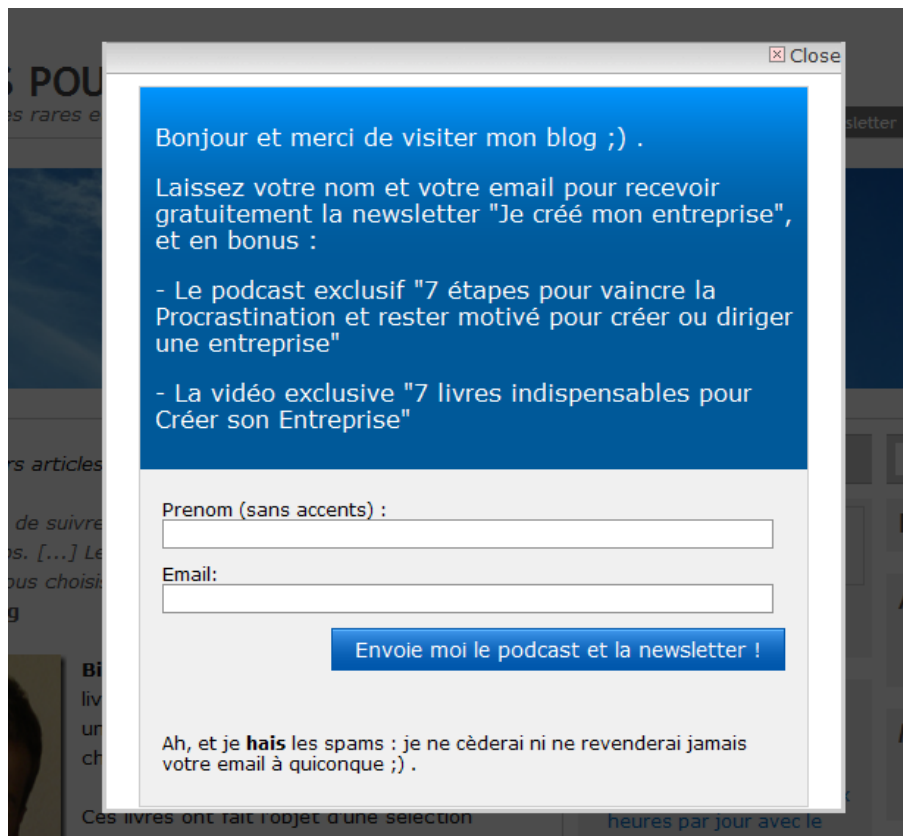 Close
POU
es rares e
sletter
Bonjour et merci de visiter mon blog ;) .
Laissez votre nom et votre email pour recevoir
gratuitement la newsletter "Je créé mon entreprise",
et en bonus :
- Le podcast exclusif "7 étapes pour vaincre la
Procrastination et rester motivé pour créer ou diriger
une entreprise"
- La vidéo exclusive "7 livres indispensables pour
Créer son Entreprise"
rs articles
Prenom (sans accents) :
de suivre
os. [...] Le
ous choisis
Email:
g
Envoie moi le podcast et la newsletter !
Bi
liv
un
ch
Ah, et je hais les spams : je ne cèderai ni ne revenderai jamais
votre email à quiconque ;) .
Ces livres ont fait l'objet d'une sélection
heures par jour avec le